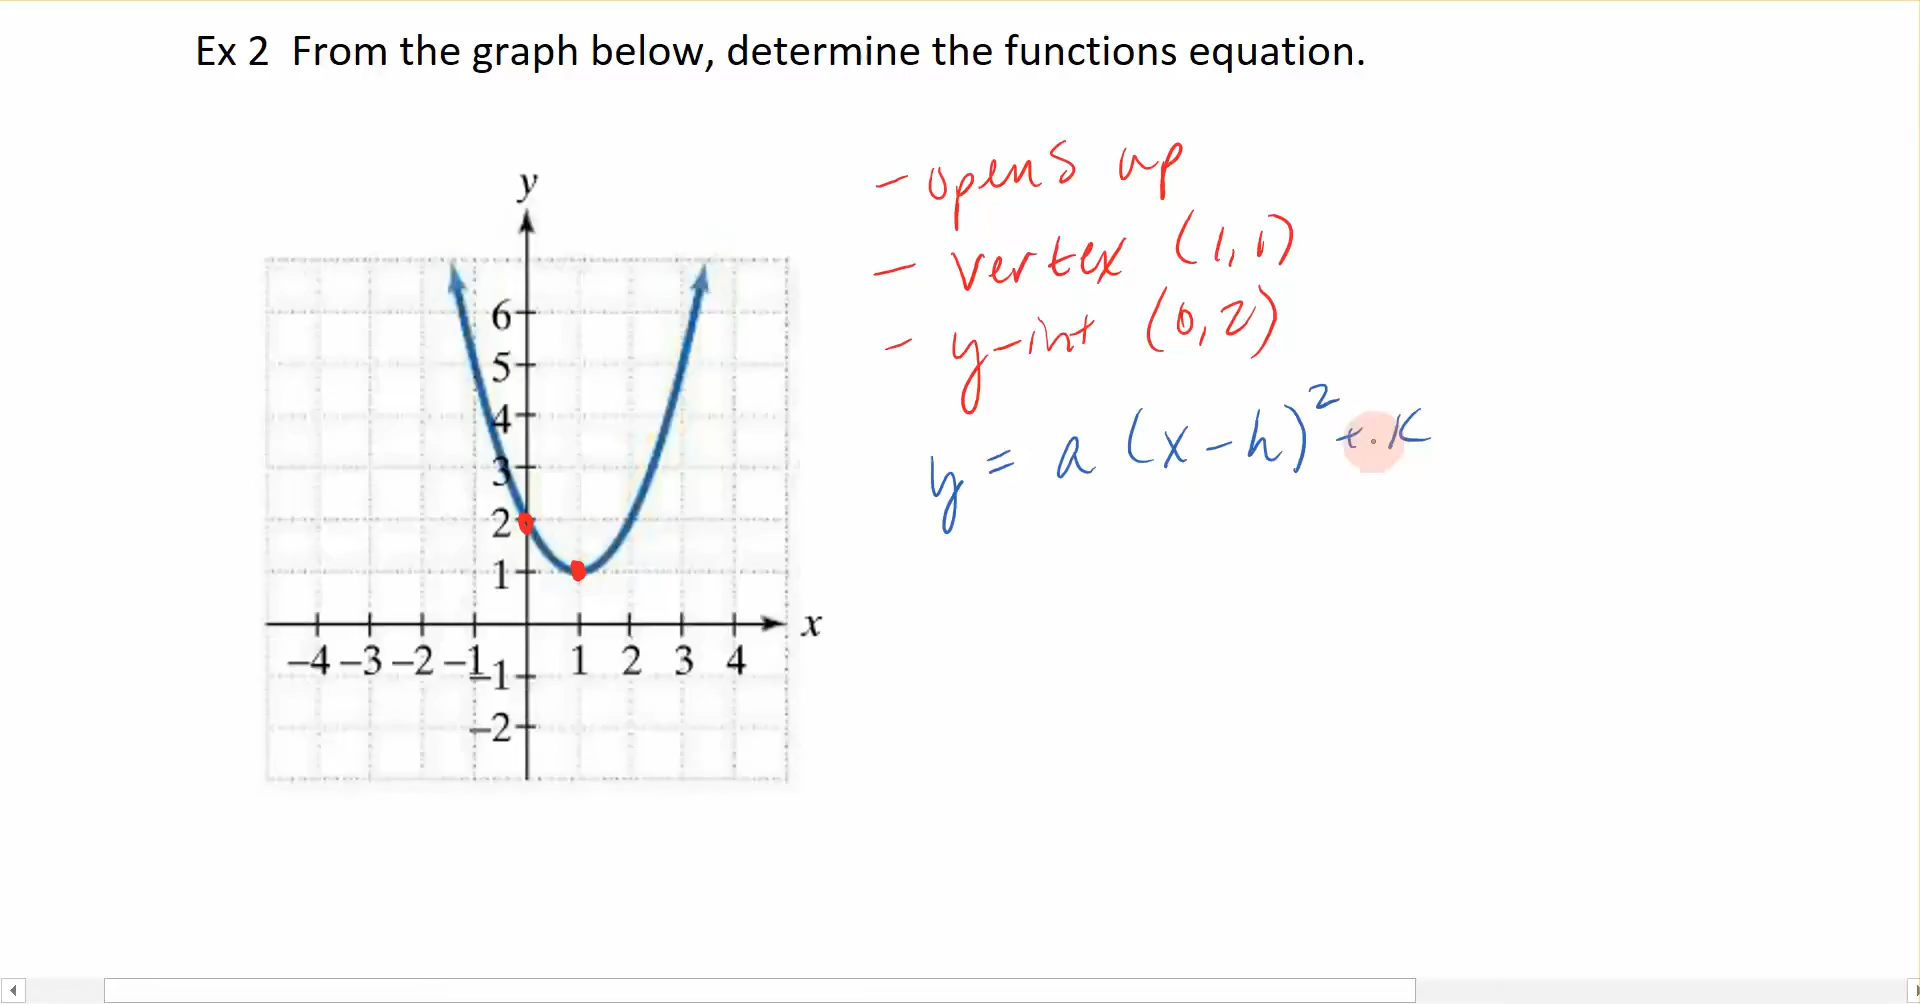 Ex 2 From the graph below, determine the functions equation.
- opens up
- vertex (1,1)
- y-int (0,2)
y = a (x-h)² + K
y
6
5
4
3
2
1
x
–4 –3 –2 –1 1 2 3 4
–1
–2